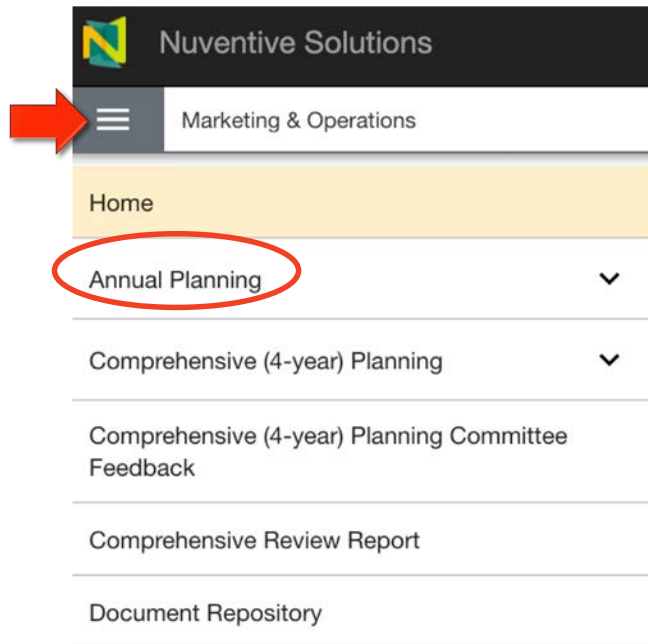 Nuventive Solutions
Marketing & Operations
Home
Annual Planning
Comprehensive (4-year) Planning
Comprehensive (4-year) Planning Committee
Feedback
Comprehensive Review Report
Document Repository